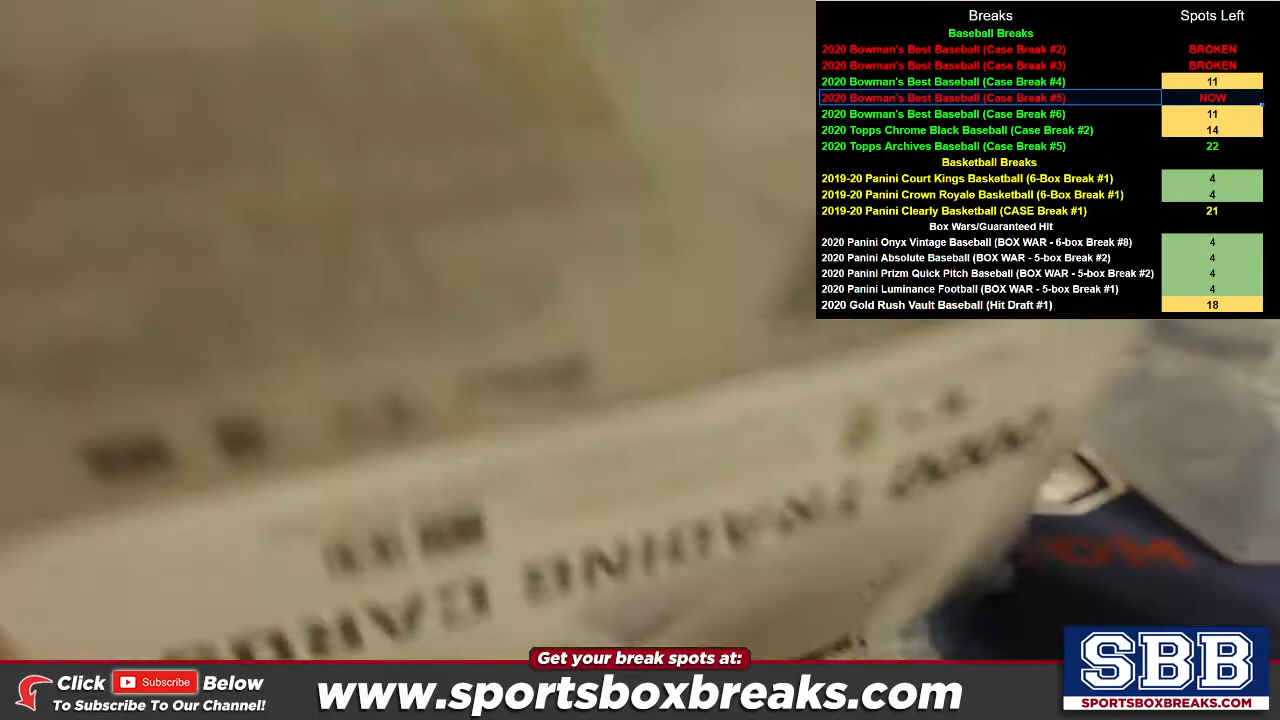 Breaks Spots Left
Baseball Breaks
2020 Bowman's Best Baseball (Case Break #2) BROKEN
2020 Bowman's Best Baseball (Case Break #3) BROKEN
2020 Bowman's Best Baseball (Case Break #4) 11
2020 Bowman's Best Baseball (Case Break #5) NOW
2020 Bowman's Best Baseball (Case Break #6) 11
2020 Topps Chrome Black Baseball (Case Break #2) 14
2020 Topps Archives Baseball (Case Break #5) 22
Basketball Breaks
2019-20 Panini Court Kings Basketball (6-Box Break #1) 4
2019-20 Panini Crown Royale Basketball (6-Box Break #1) 4
2019-20 Panini Clearly Basketball (CASE Break #1) 21
Box Wars/Guaranteed Hit
2020 Panini Onyx Vintage Baseball (BOX WAR - 6-box Break #8) 4
2020 Panini Absolute Baseball (BOX WAR - 5-box Break #2) 4
2020 Panini Prizm Quick Pitch Baseball (BOX WAR - 5-box Break #2) 4
2020 Panini Luminance Football (BOX WAR - 5-box Break #1) 4
2020 Gold Rush Vault Baseball (Hit Draft #1) 18
TRADING CARDS
Get your break spots at:
Click Subscribe Below
To Subscribe To Our Channel!
www.sportsboxbreaks.com
SBB
SPORTSBOXBREAKS.COM